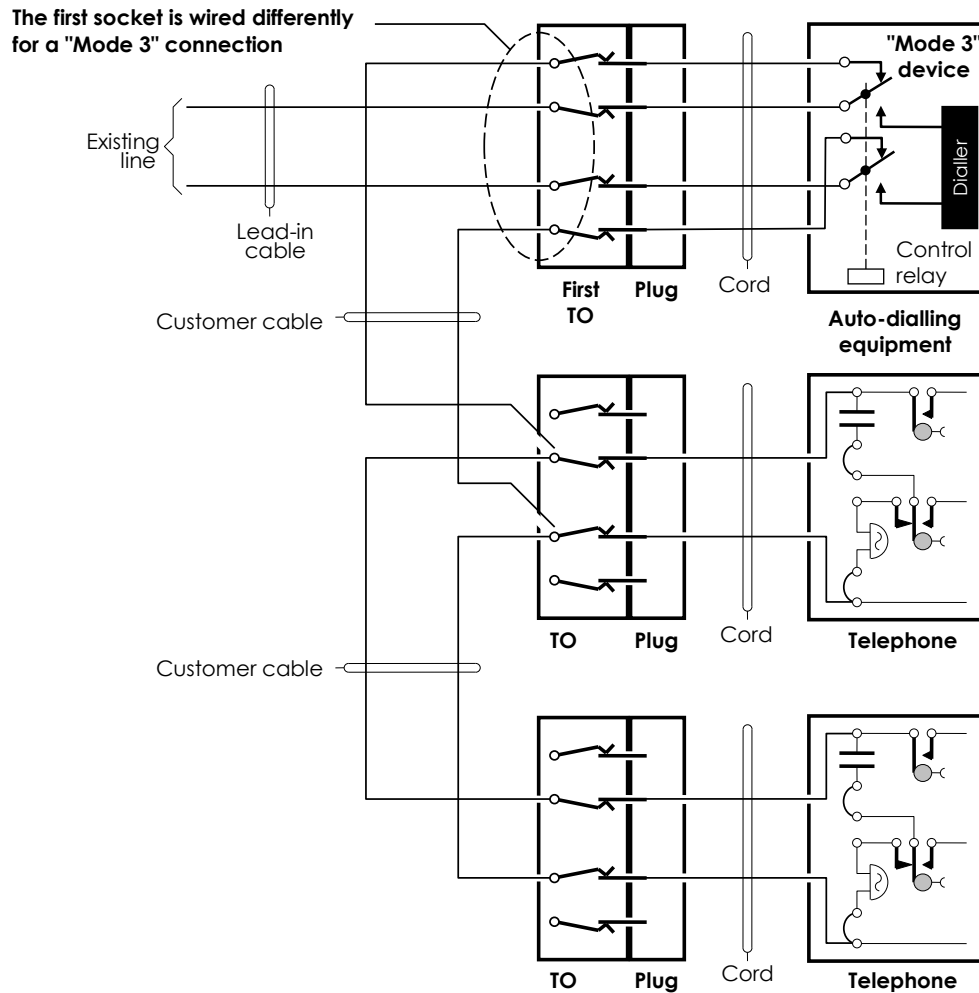 The first socket is wired differently
for a "Mode 3" connection
"Mode 3"
device
Existing
line
Dialler
Lead-in
cable
Control
relay
First
TO
Plug
Cord
Customer cable
Auto-dialling
equipment
TO
Plug
Cord
Telephone
Customer cable
TO
Plug
Cord
Telephone